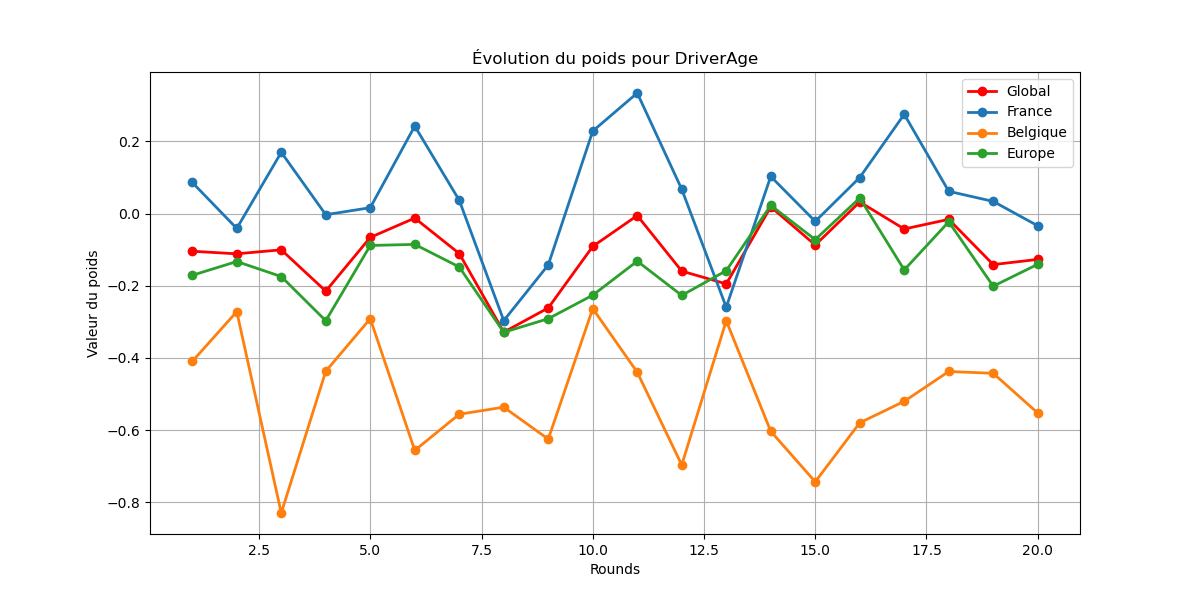 Évolution du poids pour DriverAge
Global
France
Belgique
Europe
Valeur du poids
0.2
0.0
−0.2
−0.4
−0.6
−0.8
2.5 5.0 7.5 10.0 12.5 15.0 17.5 20.0
Rounds